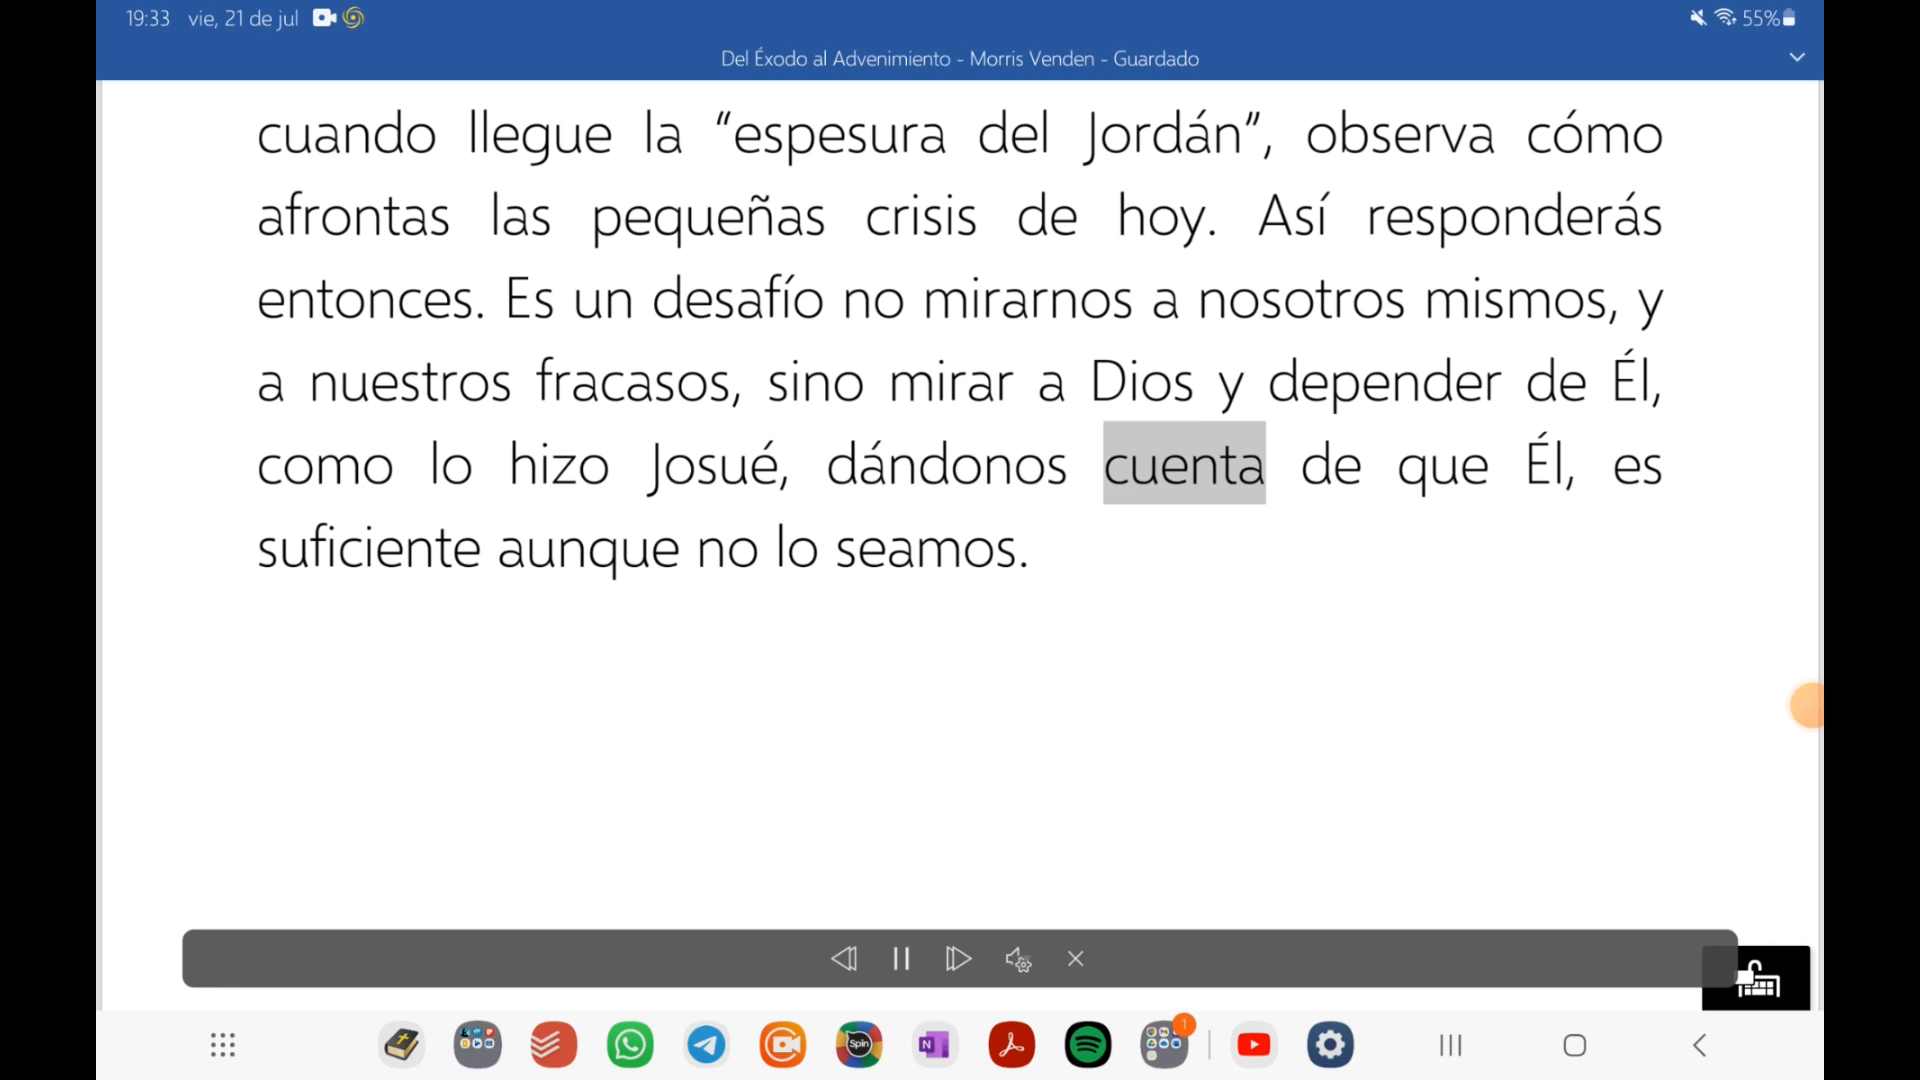 19:33 vie, 21 de jul 55%
Del Éxodo al Advenimiento - Morris Venden - Guardado
cuando llegue la “espesura del Jordán”, observa cómo
afrontas las pequeñas crisis de hoy. Así responderás
entonces. Es un desafío no mirarnos a nosotros mismos, y
a nuestros fracasos, sino mirar a Dios y depender de Él,
como lo hizo Josué, dándonos cuenta de que Él, es
suficiente aunque no lo seamos.
Spin
N
1